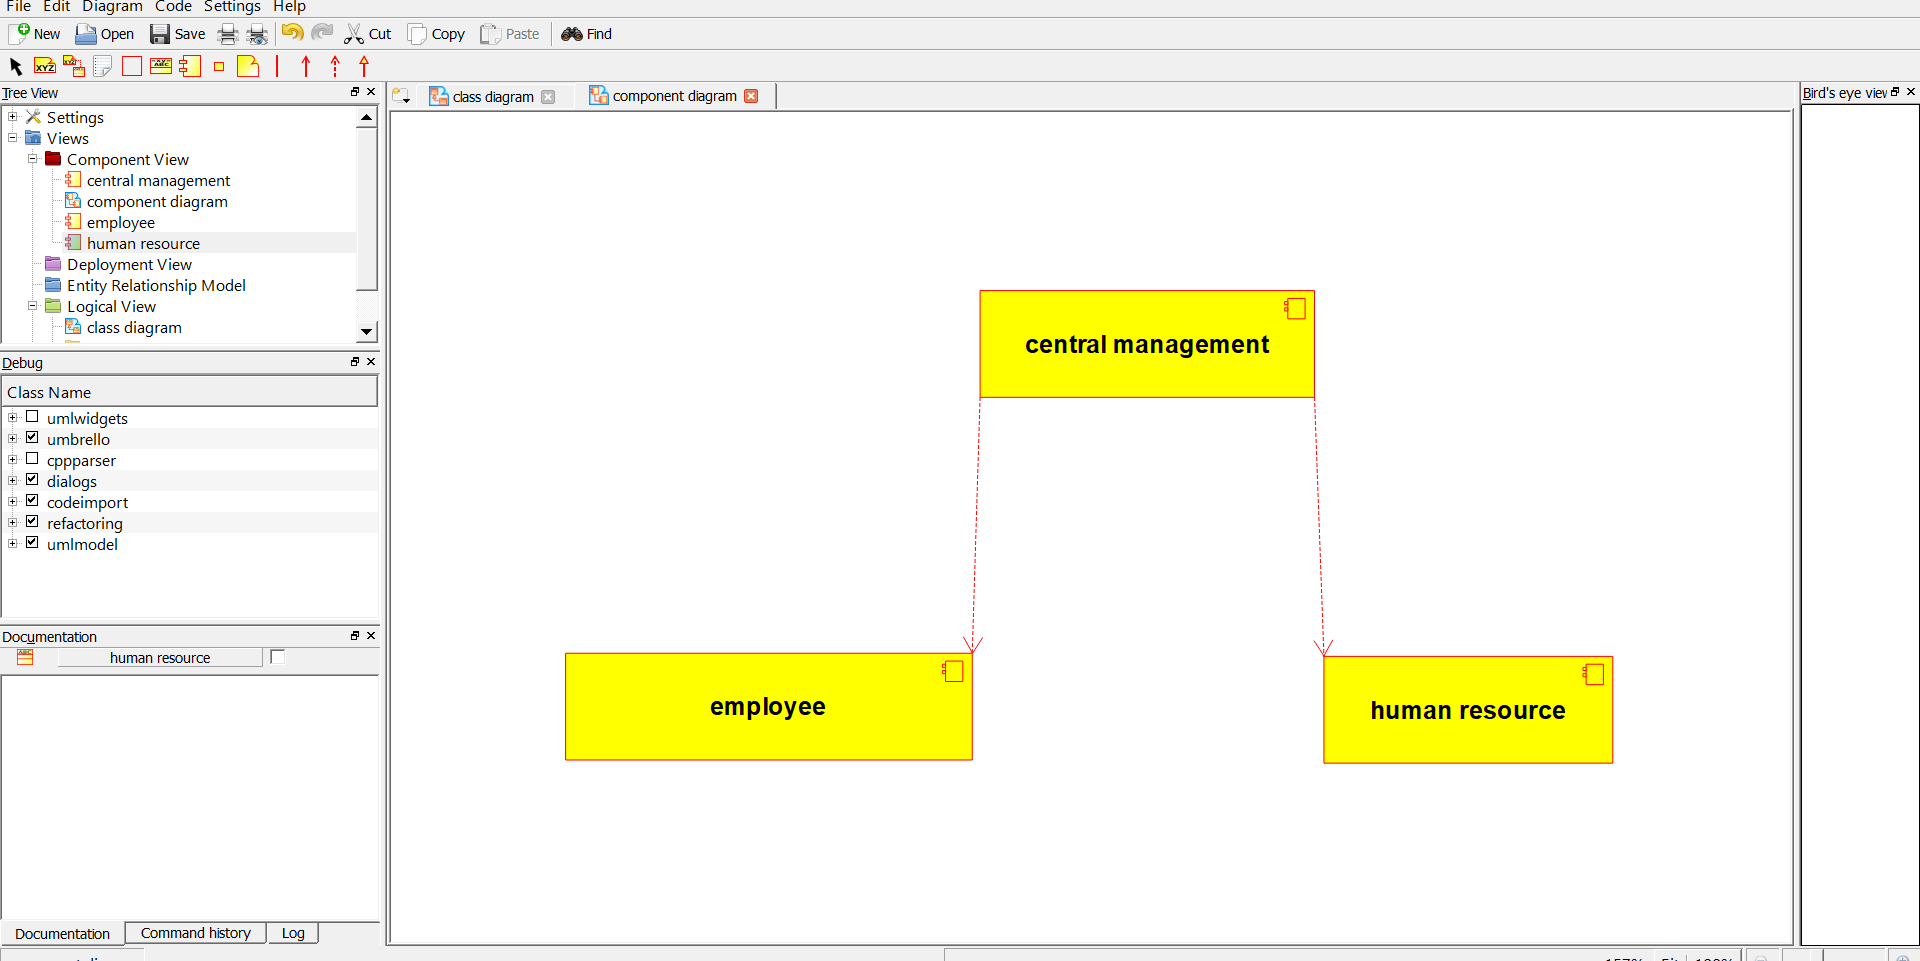 File Edit Diagram Code Settings Help
New Open Save Cut Copy Paste Find
XYZ
Tree View
class diagram component diagram
Bird's eye view
Settings
Views
Component View
central management
component diagram
employee
human resource
Deployment View
Entity Relationship Model
Logical View
class diagram
Debug
Class Name
umlwidgets
umbrello
cppparser
dialogs
codeimport
refactoring
umlmodel
Documentation
human resource
Documentation Command history Log
central management
employee
human resource